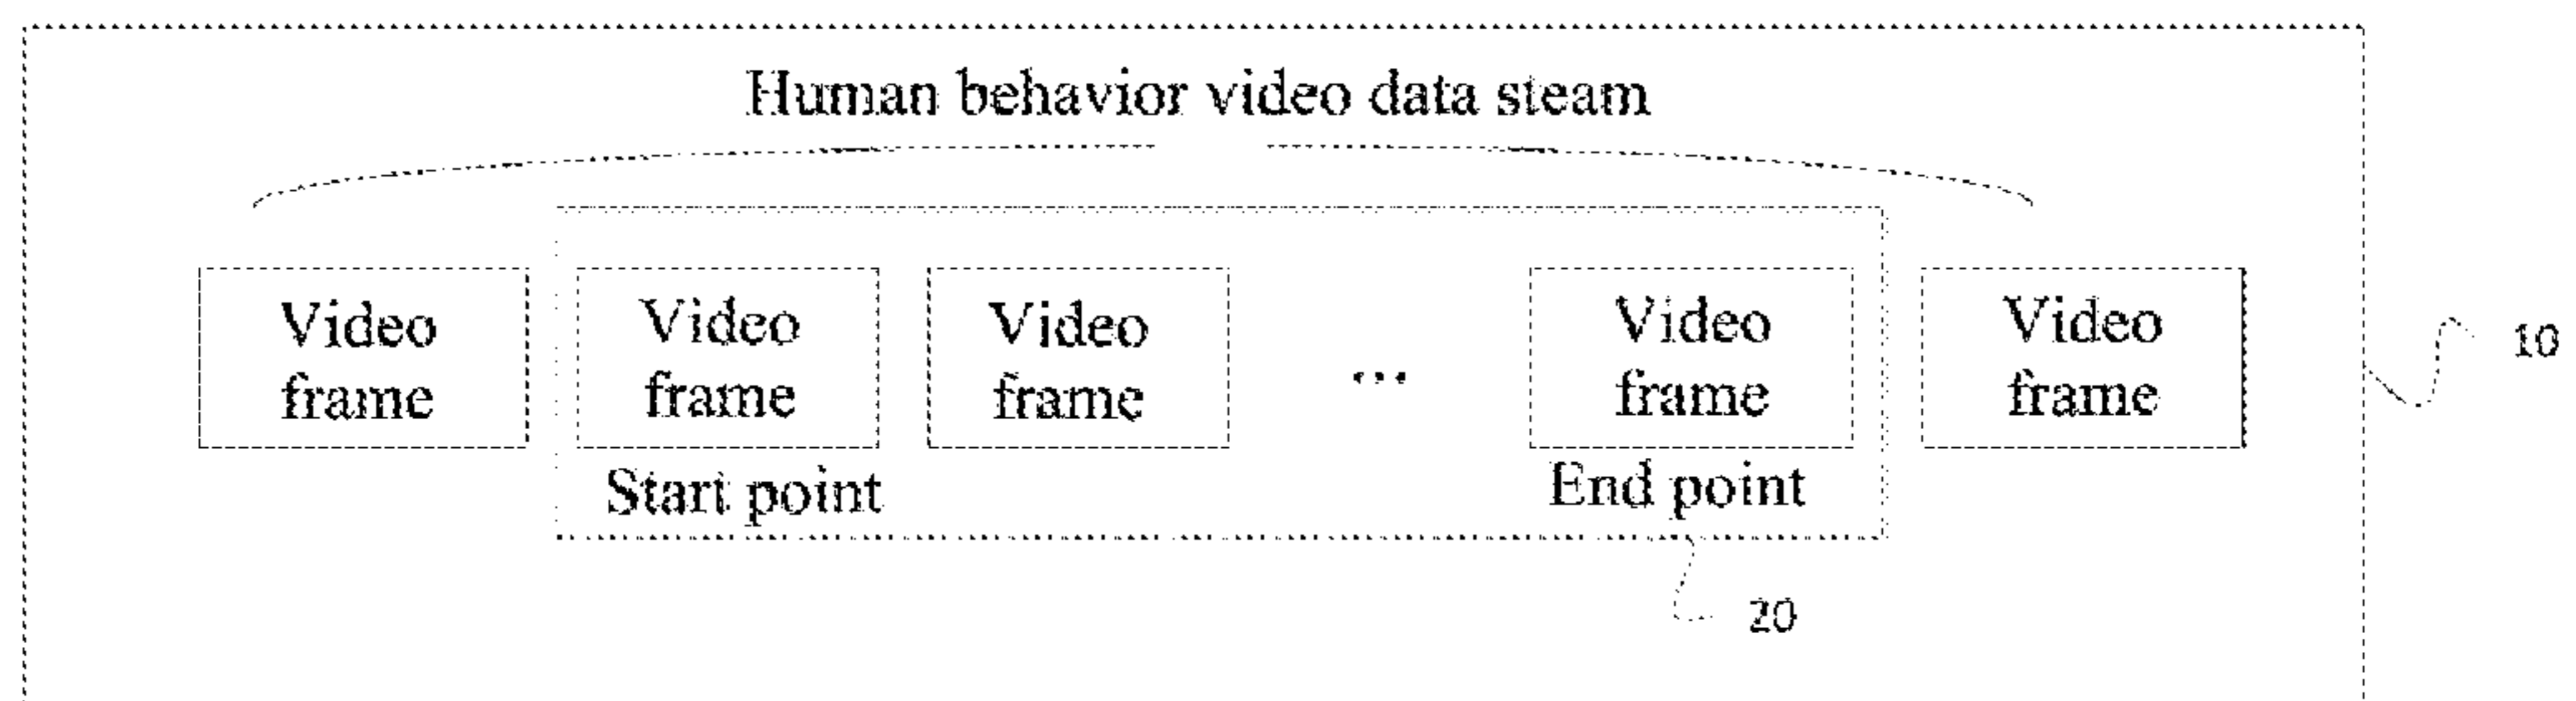 Human behavior video data steam
Video frame
Video frame
Video frame
...
Video frame
Video frame
10
Start point
End point
20